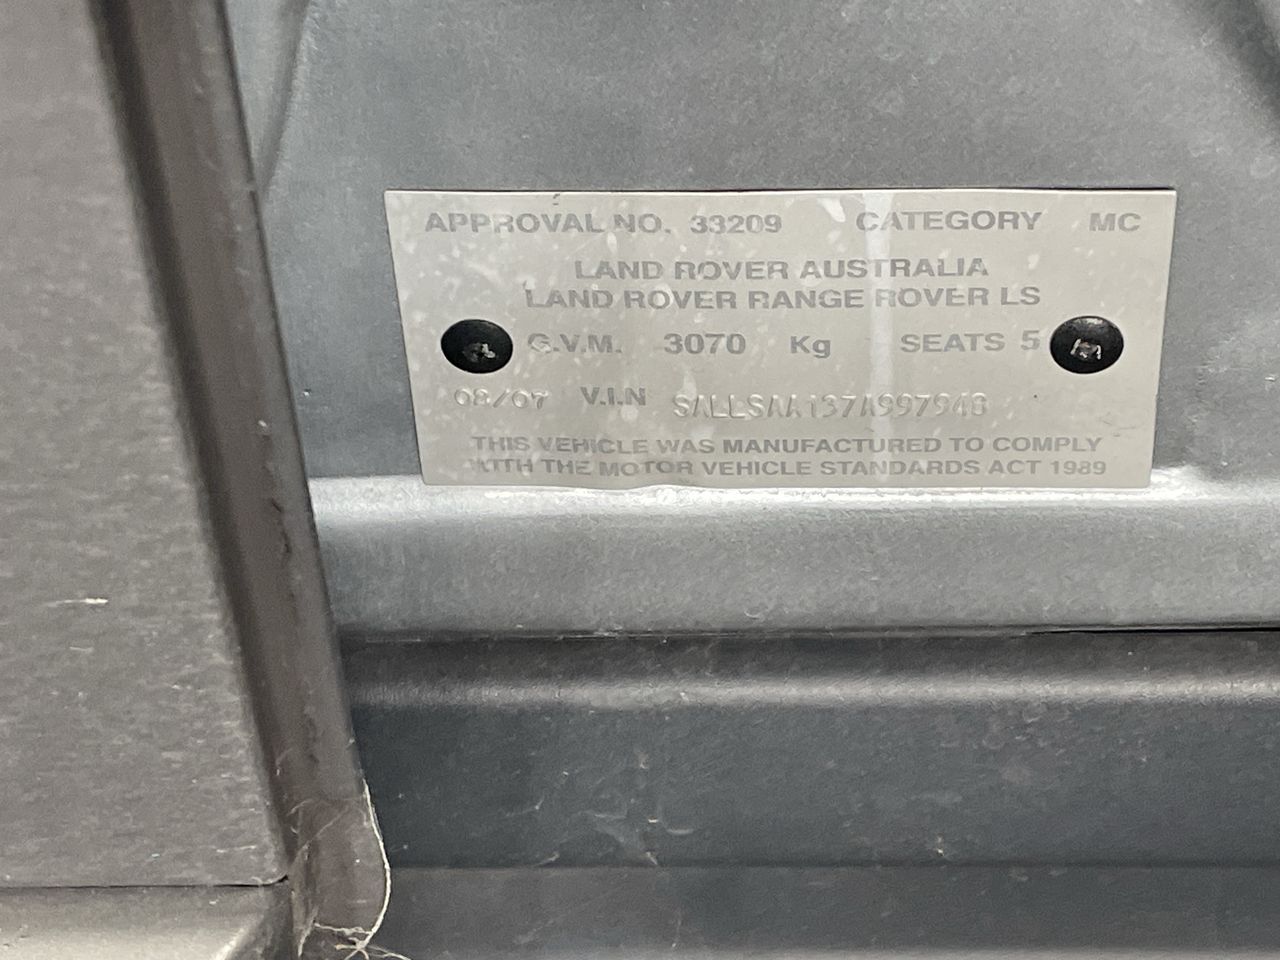 APPROVAL NO. 33209 CATEGORY MC
LAND ROVER AUSTRALIA
LAND ROVER RANGE ROVER LS
G.V.M. 3070 Kg SEATS 5
08/07 V.I.N SALLSAA137A997948
THIS VEHICLE WAS MANUFACTURED TO COMPLY
WITH THE MOTOR VEHICLE STANDARDS ACT 1989